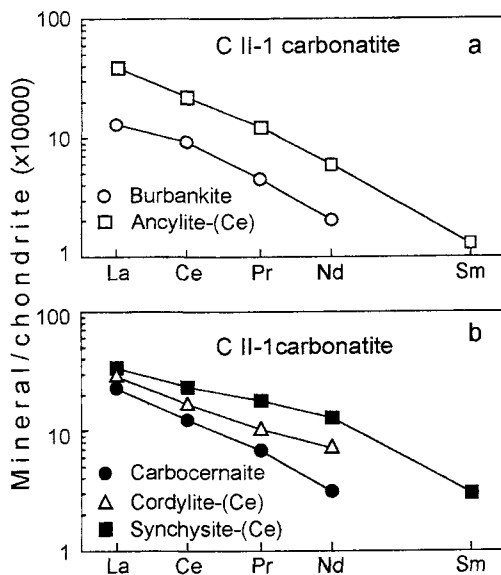 Mineral/chondrite (x10000)
100
10
1
C II-1 carbonatite
a
Burbankite
Ancylite-(Ce)
La Ce Pr Nd Sm
100
10
1
C II-1carbonatite
b
Carbocernaite
Cordylite-(Ce)
Synchysite-(Ce)
La Ce Pr Nd Sm